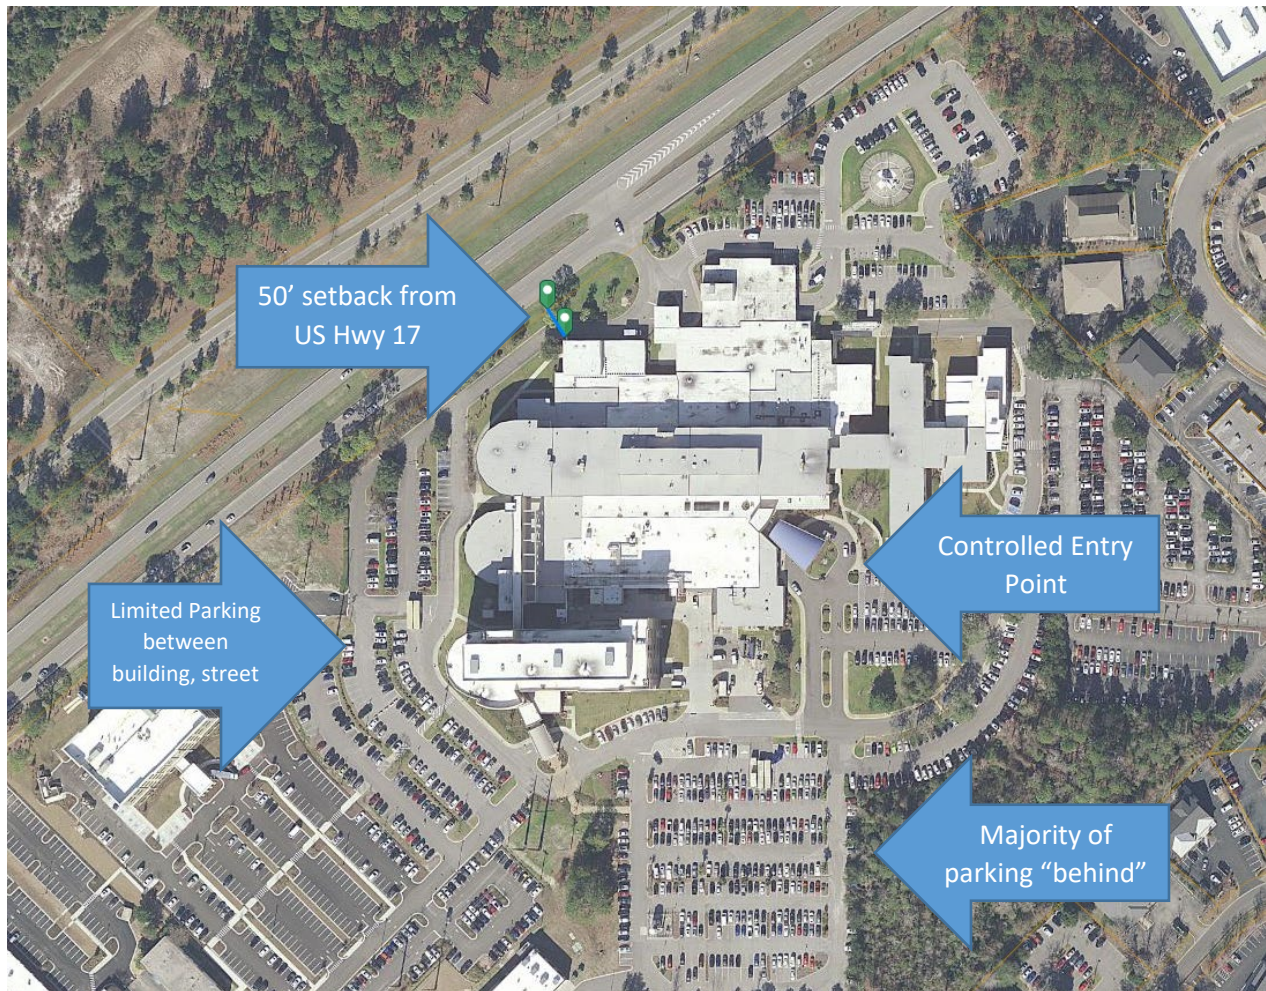 50’ setback from
US Hwy 17
Controlled Entry
Point
Limited Parking
between
building, street
Majority of
parking “behind”